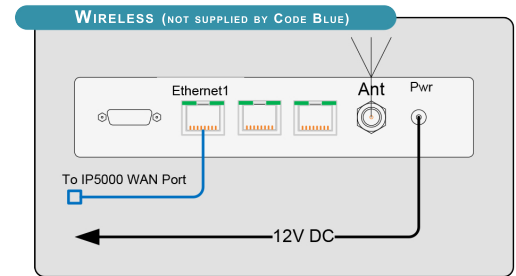 WIRELESS (NOT SUPPLIED BY CODE BLUE)
Ethernet1
Ant
Pwr
To IP5000 WAN Port
12V DC